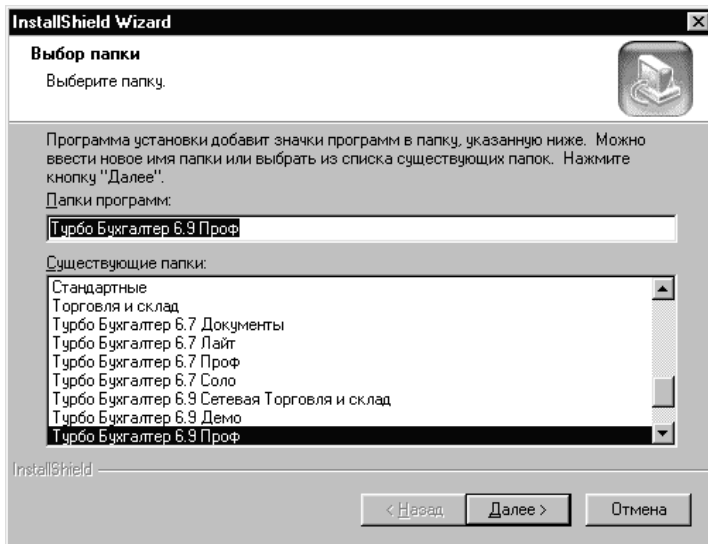 InstallShield Wizard
Выбор папки
Выберите папку.
Программа установки добавит значки программ в папку, указанную ниже. Можно
ввести новое имя папки или выбрать из списка существующих папок. Нажмите
кнопку "Далее".
Папки программ:
Турбо Бухгалтер 6.9 Проф
Существующие папки:
Стандартные
Торговля и склад
Турбо Бухгалтер 6.7 Документы
Турбо Бухгалтер 6.7 Лайт
Турбо Бухгалтер 6.7 Проф
Турбо Бухгалтер 6.7 Соло
Турбо Бухгалтер 6.9 Сетевая Торговля и склад
Турбо Бухгалтер 6.9 Демо
Турбо Бухгалтер 6.9 Проф
InstallShield
< Назад Далее > Отмена